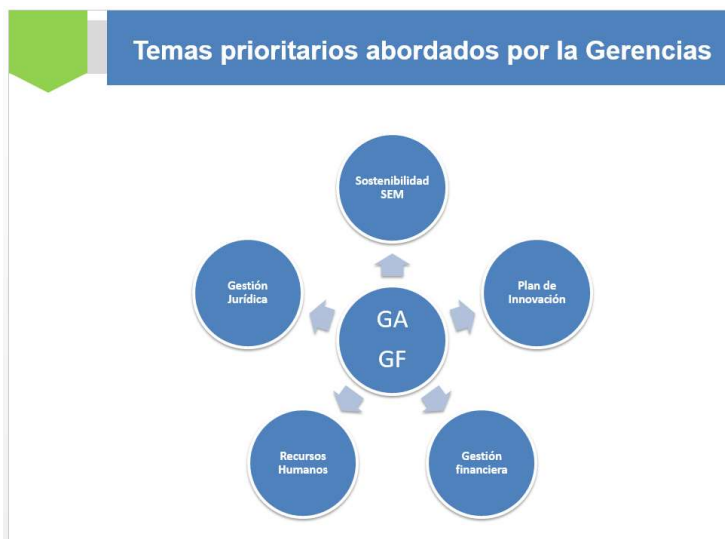 Temas prioritarios abordados por la Gerencias
Sostenibilidad
SEM
Plan de
Innovación
Gestión
financiera
Recursos
Humanos
Gestión
Jurídica
GA
GF